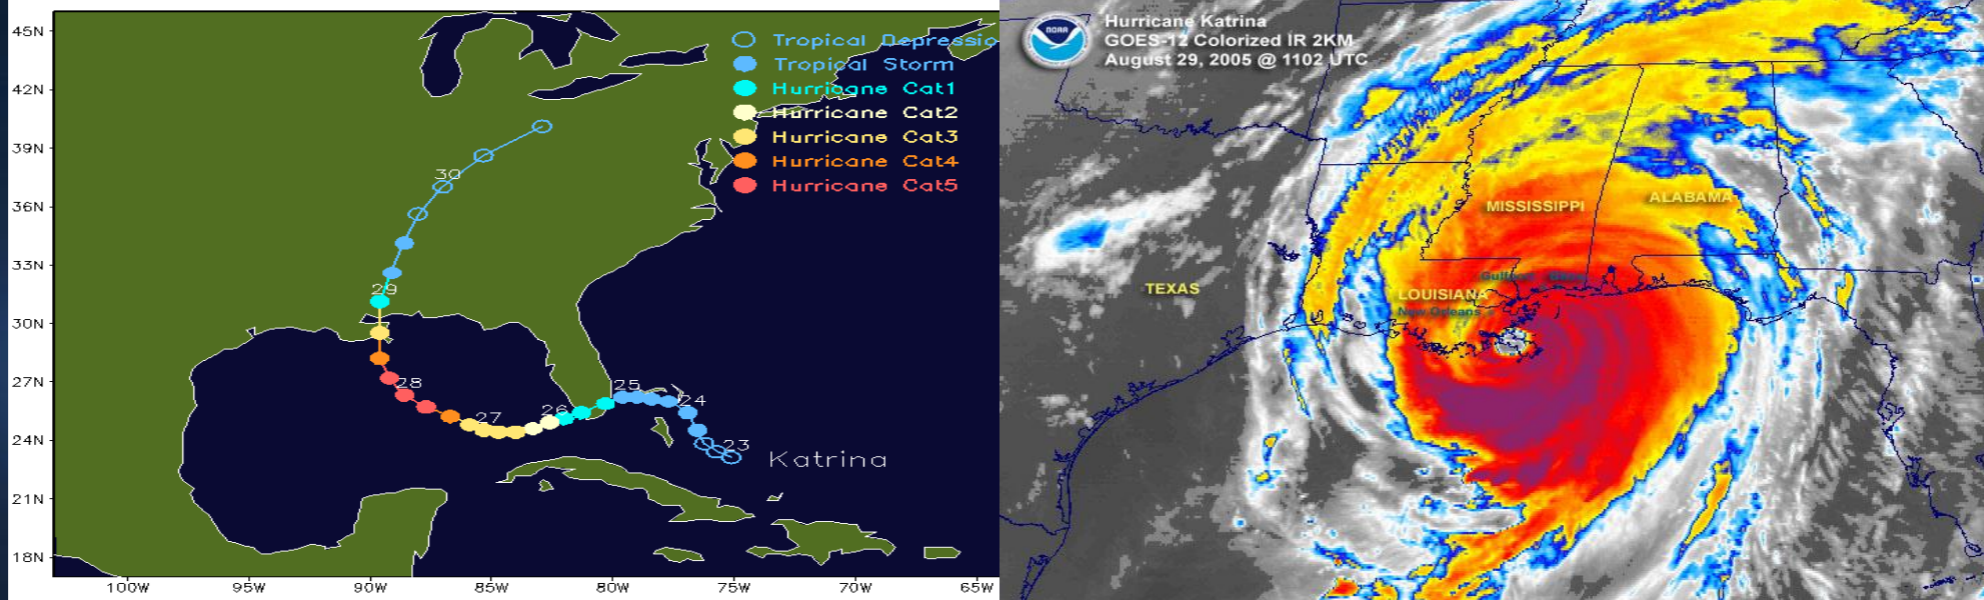 45N
42N
39N
36N
33N
30N
27N
24N
21N
18N
100W 95W 90W 85W 80W 75W 70W 65W
Tropical Depressio
Tropical Storm
Hurricane Cat1
Hurricane Cat2
Hurricane Cat3
Hurricane Cat4
Hurricane Cat5
30
29
28
27
26
25
24
23
Katrina
NOAA
Hurricane Katrina
GOES-12 Colorized IR 2KM
August 29, 2005 @ 1102 UTC
MISSISSIPPI
ALABAMA
TEXAS
Gulfport
LOUISIANA
New Orleans